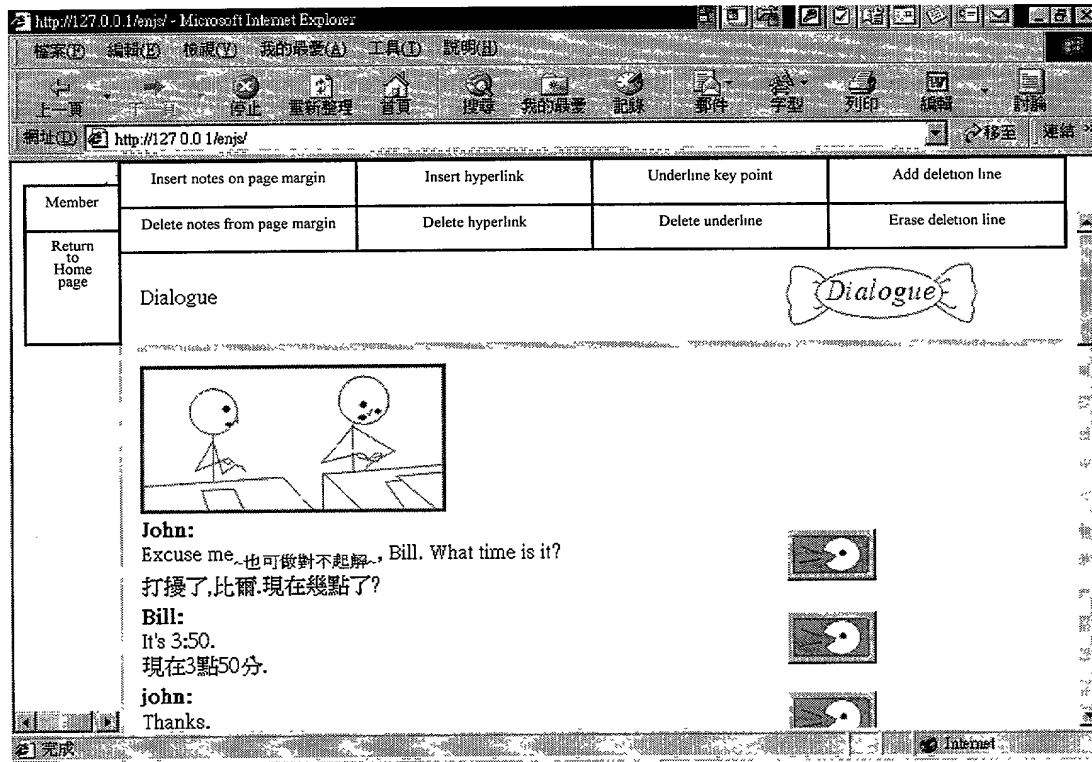 http://127.0.0.1/enjs/ - Microsoft Internet Explorer
檔案(F) 編輯(E) 檢視(V) 我的最愛(A) 工具(T) 説明(H)
上一頁 下一頁 停止 重新整理 首頁 搜尋 我的最愛 記錄 郵件 字型 列印 編輯 討論
網址(D) http://127.0.0.1/enjs/ 移至 連結 »
Member
Return
to
Home
page
Insert notes on page margin Insert hyperlink Underline key point Add deletion line
Delete notes from page margin Delete hyperlink Delete underline Erase deletion line
Dialogue Dialogue
John:
Excuse me~也可做對不起解~, Bill. What time is it?
打擾了,比爾.現在幾點了?
Bill:
It's 3:50.
現在3點50分.
john:
Thanks.
完成 Internet